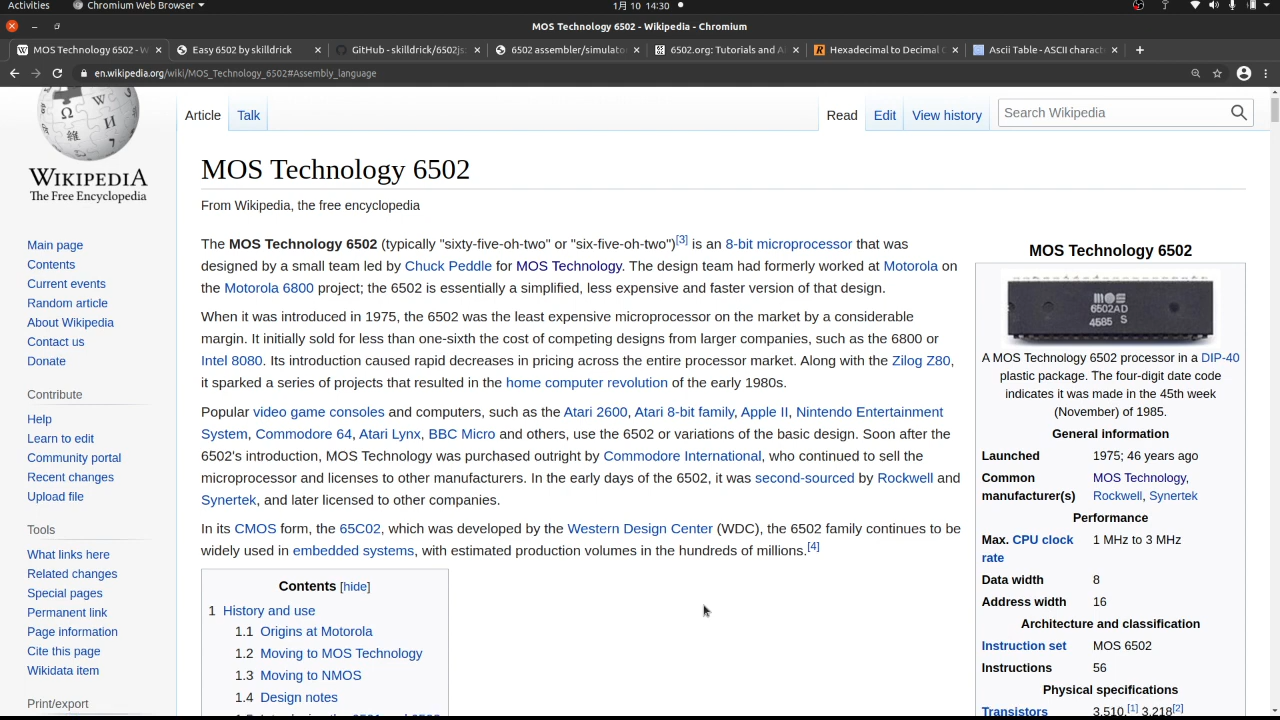 Activities
Chromium Web Browser
1月 10 14:30
MOS Technology 6502 - Wikipedia - Chromium
MOS Technology 6502 - W
Easy 6502 by skilldrick
GitHub - skilldrick/6502js:
6502 assembler/simulator
6502.org: Tutorials and A
Hexadecimal to Decimal C
Ascii Table - ASCII charact
en.wikipedia.org/wiki/MOS_Technology_6502#Assembly_language
WIKIPEDIA
The Free Encyclopedia
Main page
Contents
Current events
Random article
About Wikipedia
Contact us
Donate
Contribute
Help
Learn to edit
Community portal
Recent changes
Upload file
Tools
What links here
Related changes
Special pages
Permanent link
Page information
Cite this page
Wikidata item
Print/export
Article Talk
Read Edit View history
Search Wikipedia
MOS Technology 6502
From Wikipedia, the free encyclopedia
The MOS Technology 6502 (typically "sixty-five-oh-two" or "six-five-oh-two")[3] is an 8-bit microprocessor that was
designed by a small team led by Chuck Peddle for MOS Technology. The design team had formerly worked at Motorola on
the Motorola 6800 project; the 6502 is essentially a simplified, less expensive and faster version of that design.
When it was introduced in 1975, the 6502 was the least expensive microprocessor on the market by a considerable
margin. It initially sold for less than one-sixth the cost of competing designs from larger companies, such as the 6800 or
Intel 8080. Its introduction caused rapid decreases in pricing across the entire processor market. Along with the Zilog Z80,
it sparked a series of projects that resulted in the home computer revolution of the early 1980s.
Popular video game consoles and computers, such as the Atari 2600, Atari 8-bit family, Apple II, Nintendo Entertainment
System, Commodore 64, Atari Lynx, BBC Micro and others, use the 6502 or variations of the basic design. Soon after the
6502's introduction, MOS Technology was purchased outright by Commodore International, who continued to sell the
microprocessor and licenses to other manufacturers. In the early days of the 6502, it was second-sourced by Rockwell and
Synertek, and later licensed to other companies.
In its CMOS form, the 65C02, which was developed by the Western Design Center (WDC), the 6502 family continues to
be widely used in embedded systems, with estimated production volumes in the hundreds of millions.[4]
Contents [hide]
1 History and use
1.1 Origins at Motorola
1.2 Moving to MOS Technology
1.3 Moving to NMOS
1.4 Design notes
MOS Technology 6502
mos
6502AD
4585 S
A MOS Technology 6502 processor in a DIP-40
plastic package. The four-digit date code
indicates it was made in the 45th week
(November) of 1985.
General information
Launched 1975; 46 years ago
Common manufacturer(s) MOS Technology,
Rockwell, Synertek
Performance
Max. CPU clock rate 1 MHz to 3 MHz
Data width 8
Address width 16
Architecture and classification
Instruction set MOS 6502
Instructions 56
Physical specifications
Transistors 3,510,[1] 3,218[2]